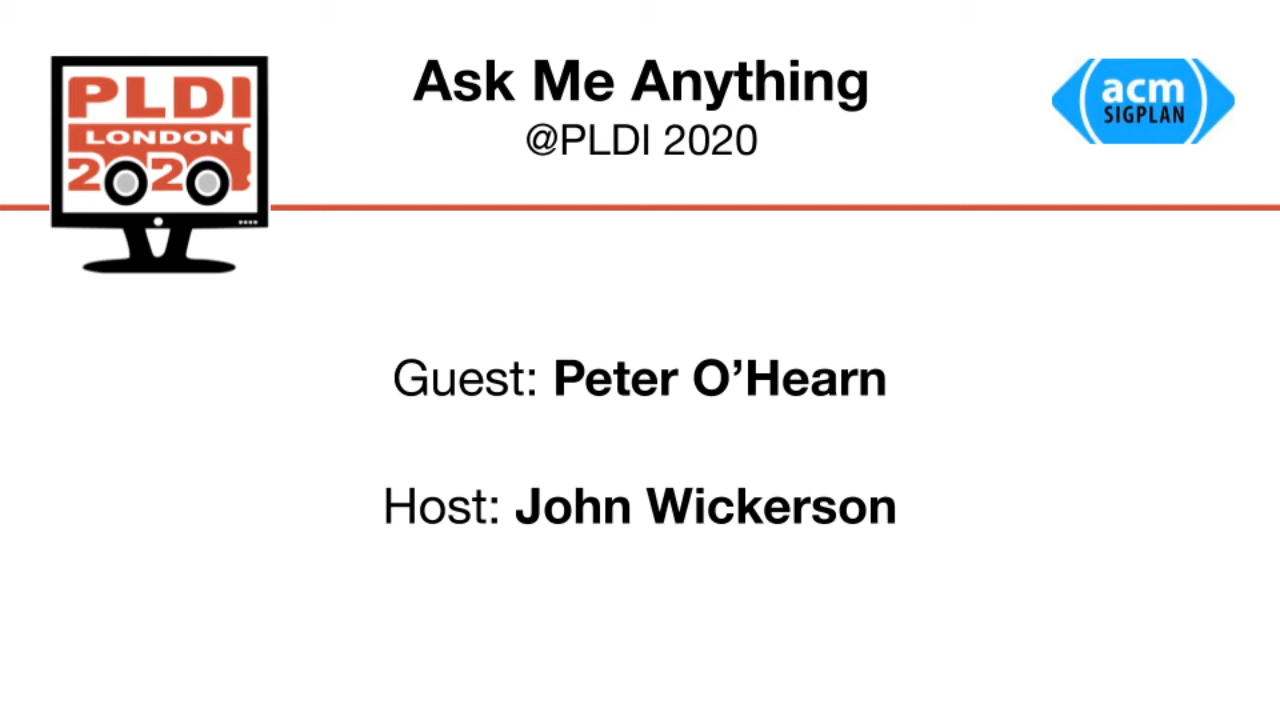 PLDI
LONDON
2020
Ask Me Anything
@PLDI 2020
acm
SIGPLAN
Guest: Peter O’Hearn
Host: John Wickerson